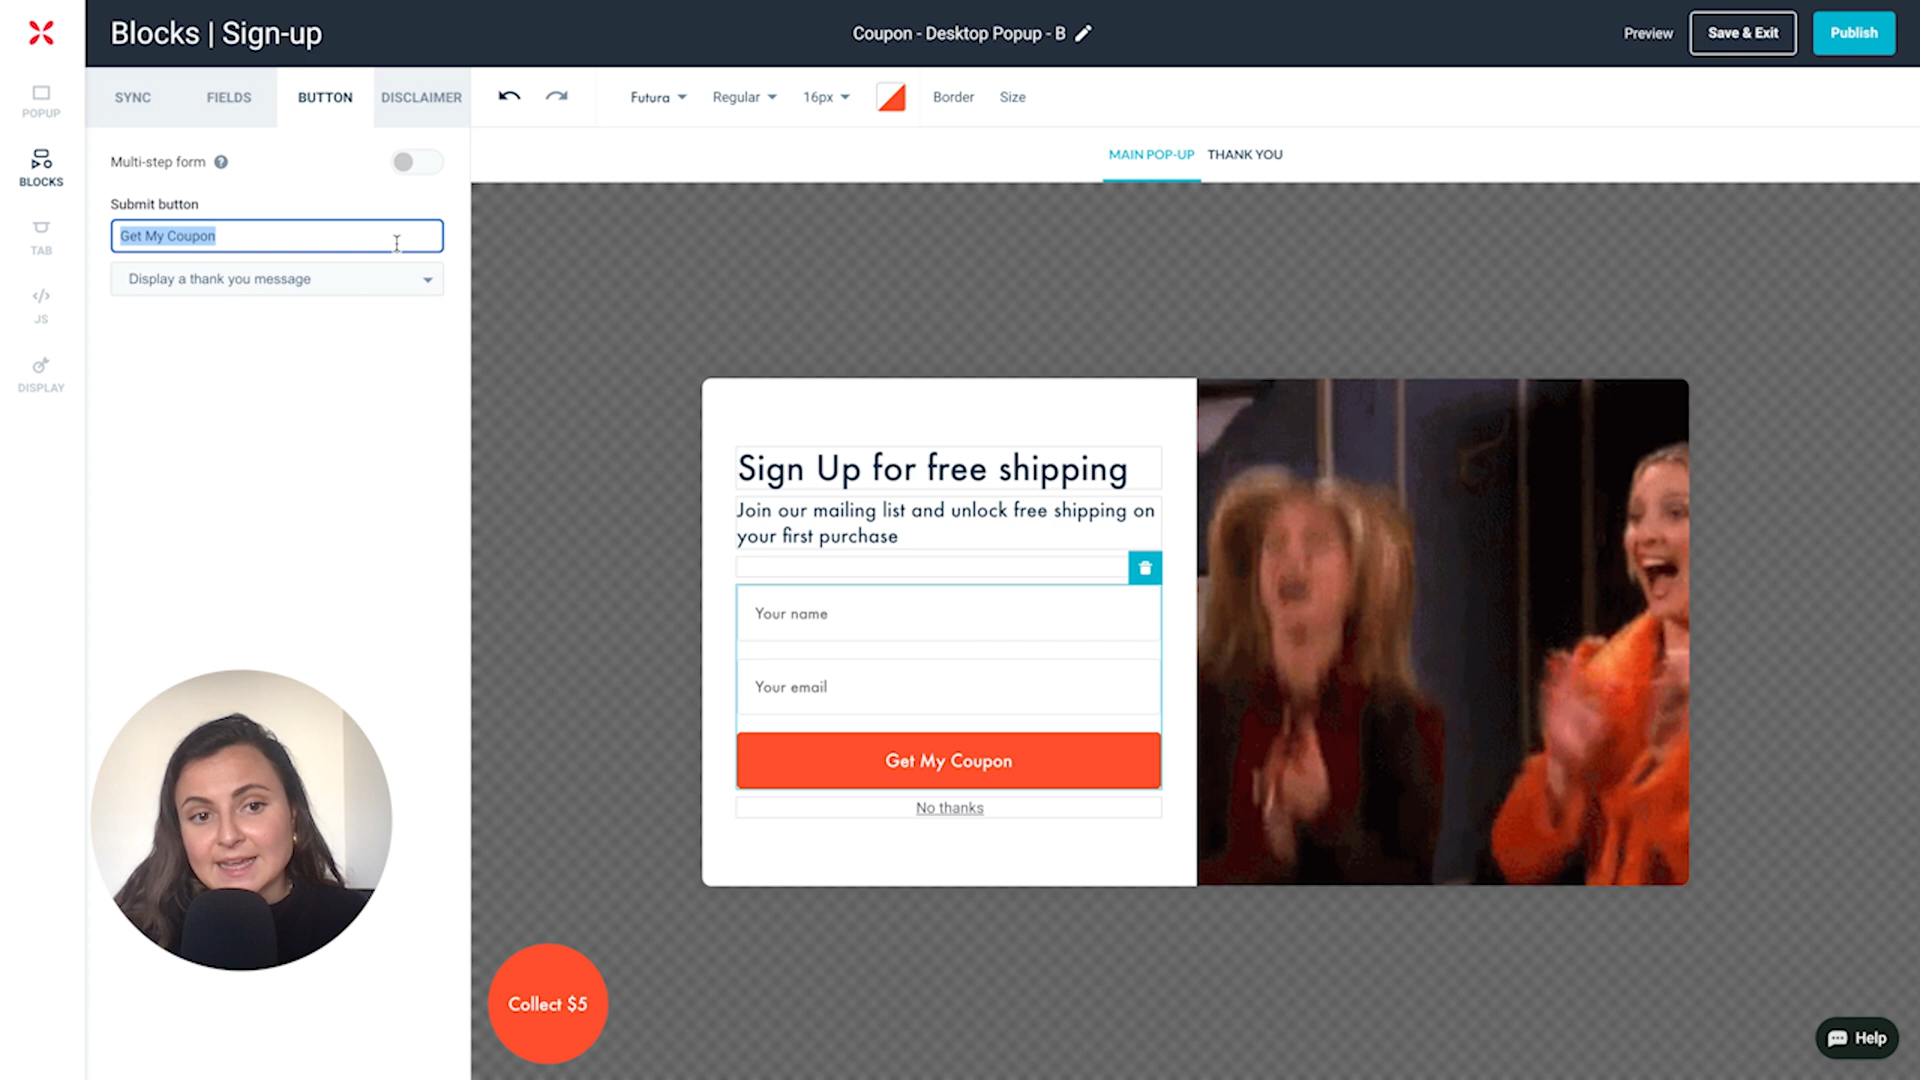 Blocks | Sign-up
Coupon - Desktop Popup - B
Preview
Save & Exit
Publish
POPUP
BLOCKS
TAB
</>
JS
DISPLAY
SYNC
FIELDS
BUTTON
DISCLAIMER
Futura
Regular
16px
Border
Size
Multi-step form ?
Submit button
Get My Coupon
Display a thank you message
MAIN POP-UP
THANK YOU
Sign Up for free shipping
Join our mailing list and unlock free shipping on
your first purchase
Your name
Your email
Get My Coupon
No thanks
Collect $5
Help